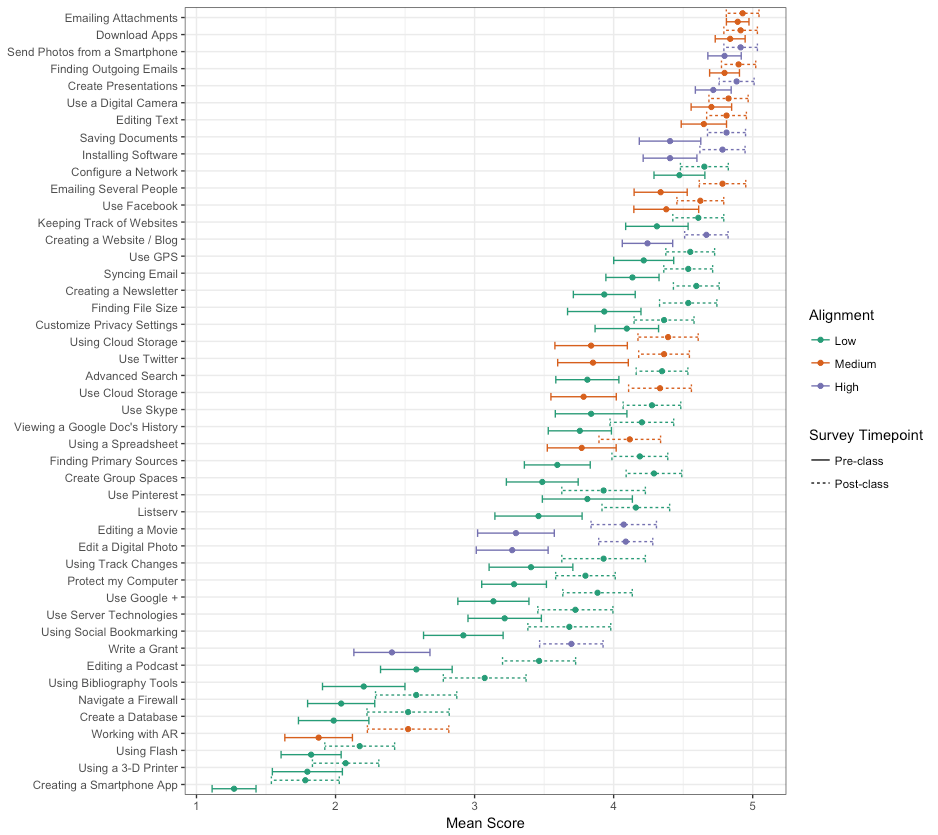 Emailing Attachments
Download Apps
Send Photos from a Smartphone
Finding Outgoing Emails
Create Presentations
Use a Digital Camera
Editing Text
Saving Documents
Installing Software
Configure a Network
Emailing Several People
Use Facebook
Keeping Track of Websites
Creating a Website / Blog
Use GPS
Syncing Email
Creating a Newsletter
Finding File Size
Customize Privacy Settings
Using Cloud Storage
Use Twitter
Advanced Search
Use Cloud Storage
Use Skype
Viewing a Google Doc's History
Using a Spreadsheet
Finding Primary Sources
Create Group Spaces
Use Pinterest
Listserv
Editing a Movie
Edit a Digital Photo
Using Track Changes
Protect my Computer
Use Google +
Use Server Technologies
Using Social Bookmarking
Write a Grant
Editing a Podcast
Using Bibliography Tools
Navigate a Firewall
Create a Database
Working with AR
Using Flash
Using a 3-D Printer
Creating a Smartphone App
1 2 3 4 5
Mean Score
Alignment
Low
Medium
High
Survey Timepoint
Pre-class
Post-class